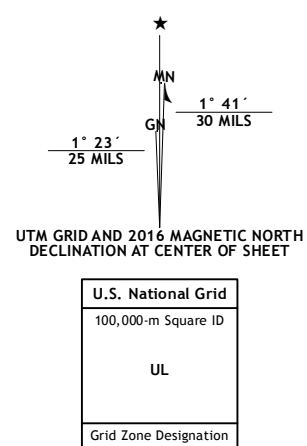 ★
MN
GN
1° 41´
30 MILS
1° 23´
25 MILS
UTM GRID AND 2016 MAGNETIC NORTH
DECLINATION AT CENTER OF SHEET
U.S. National Grid
100,000-m Square ID
UL
Grid Zone Designation